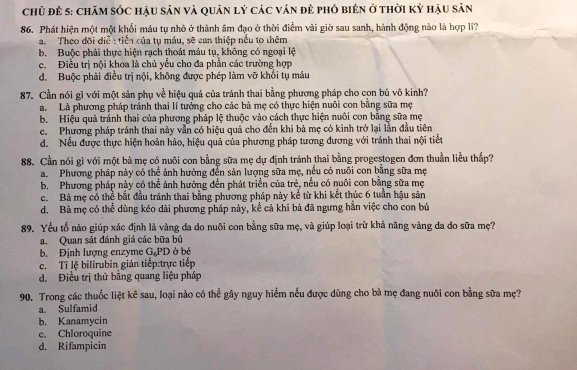 CHỦ ĐỀ 5: CHĂM SÓC HẬU SẢN VÀ QUẢN LÝ CÁC VẤN ĐỀ PHỔ BIẾN Ở THỜI KỲ HẬU SẢN
86. Phát hiện một một khối máu tụ nhỏ ở thành âm đạo ở thời điểm vài giờ sau sanh, hành động nào là hợp lí?
a. Theo dõi diễn tiến của tụ máu, sẽ can thiệp nếu to thêm
b. Buộc phải thực hiện rạch thoát máu tụ, không có ngoại lệ
c. Điều trị nội khoa là chủ yếu cho đa phần các trường hợp
d. Buộc phải điều trị nội, không được phép làm vỡ khối tụ máu
87. Cần nói gì với một sản phụ về hiệu quả của tránh thai bằng phương pháp cho con bú vô kinh?
a. Là phương pháp tránh thai lí tưởng cho các bà mẹ có thực hiện nuôi con bằng sữa mẹ
b. Hiệu quả tránh thai của phương pháp lệ thuộc vào cách thực hiện nuôi con bằng sữa mẹ
c. Phương pháp tránh thai này vẫn có hiệu quả cho đến khi bà mẹ có kinh trở lại lần đầu tiên
d. Nếu được thực hiện hoàn hảo, hiệu quả của phương pháp tương đương với tránh thai nội tiết
88. Cần nói gì với một bà mẹ có nuôi con bằng sữa mẹ dự định tránh thai bằng progestogen đơn thuần liều thấp?
a. Phương pháp này có thể ảnh hưởng đến sản lượng sữa mẹ, nếu có nuôi con bằng sữa mẹ
b. Phương pháp này có thể ảnh hưởng đến phát triển của trẻ, nếu có nuôi con bằng sữa mẹ
c. Bà mẹ có thể bắt đầu tránh thai bằng phương pháp này kể từ khi kết thúc 6 tuần hậu sản
d. Bà mẹ có thể dùng kéo dài phương pháp này, kể cả khi bà đã ngưng hẳn việc cho con bú
89. Yếu tố nào giúp xác định là vàng da do nuôi con bằng sữa mẹ, và giúp loại trừ khả năng vàng da do sữa mẹ?
a. Quan sát đánh giá các bữa bú
b. Định lượng enzyme G₆PD ở bé
c. Tỉ lệ bilirubin gián tiếp:trực tiếp
d. Điều trị thử bằng quang liệu pháp
90. Trong các thuốc liệt kê sau, loại nào có thể gây nguy hiểm nếu được dùng cho bà mẹ đang nuôi con bằng sữa mẹ?
a. Sulfamid
b. Kanamycin
c. Chloroquine
d. Rifampicin